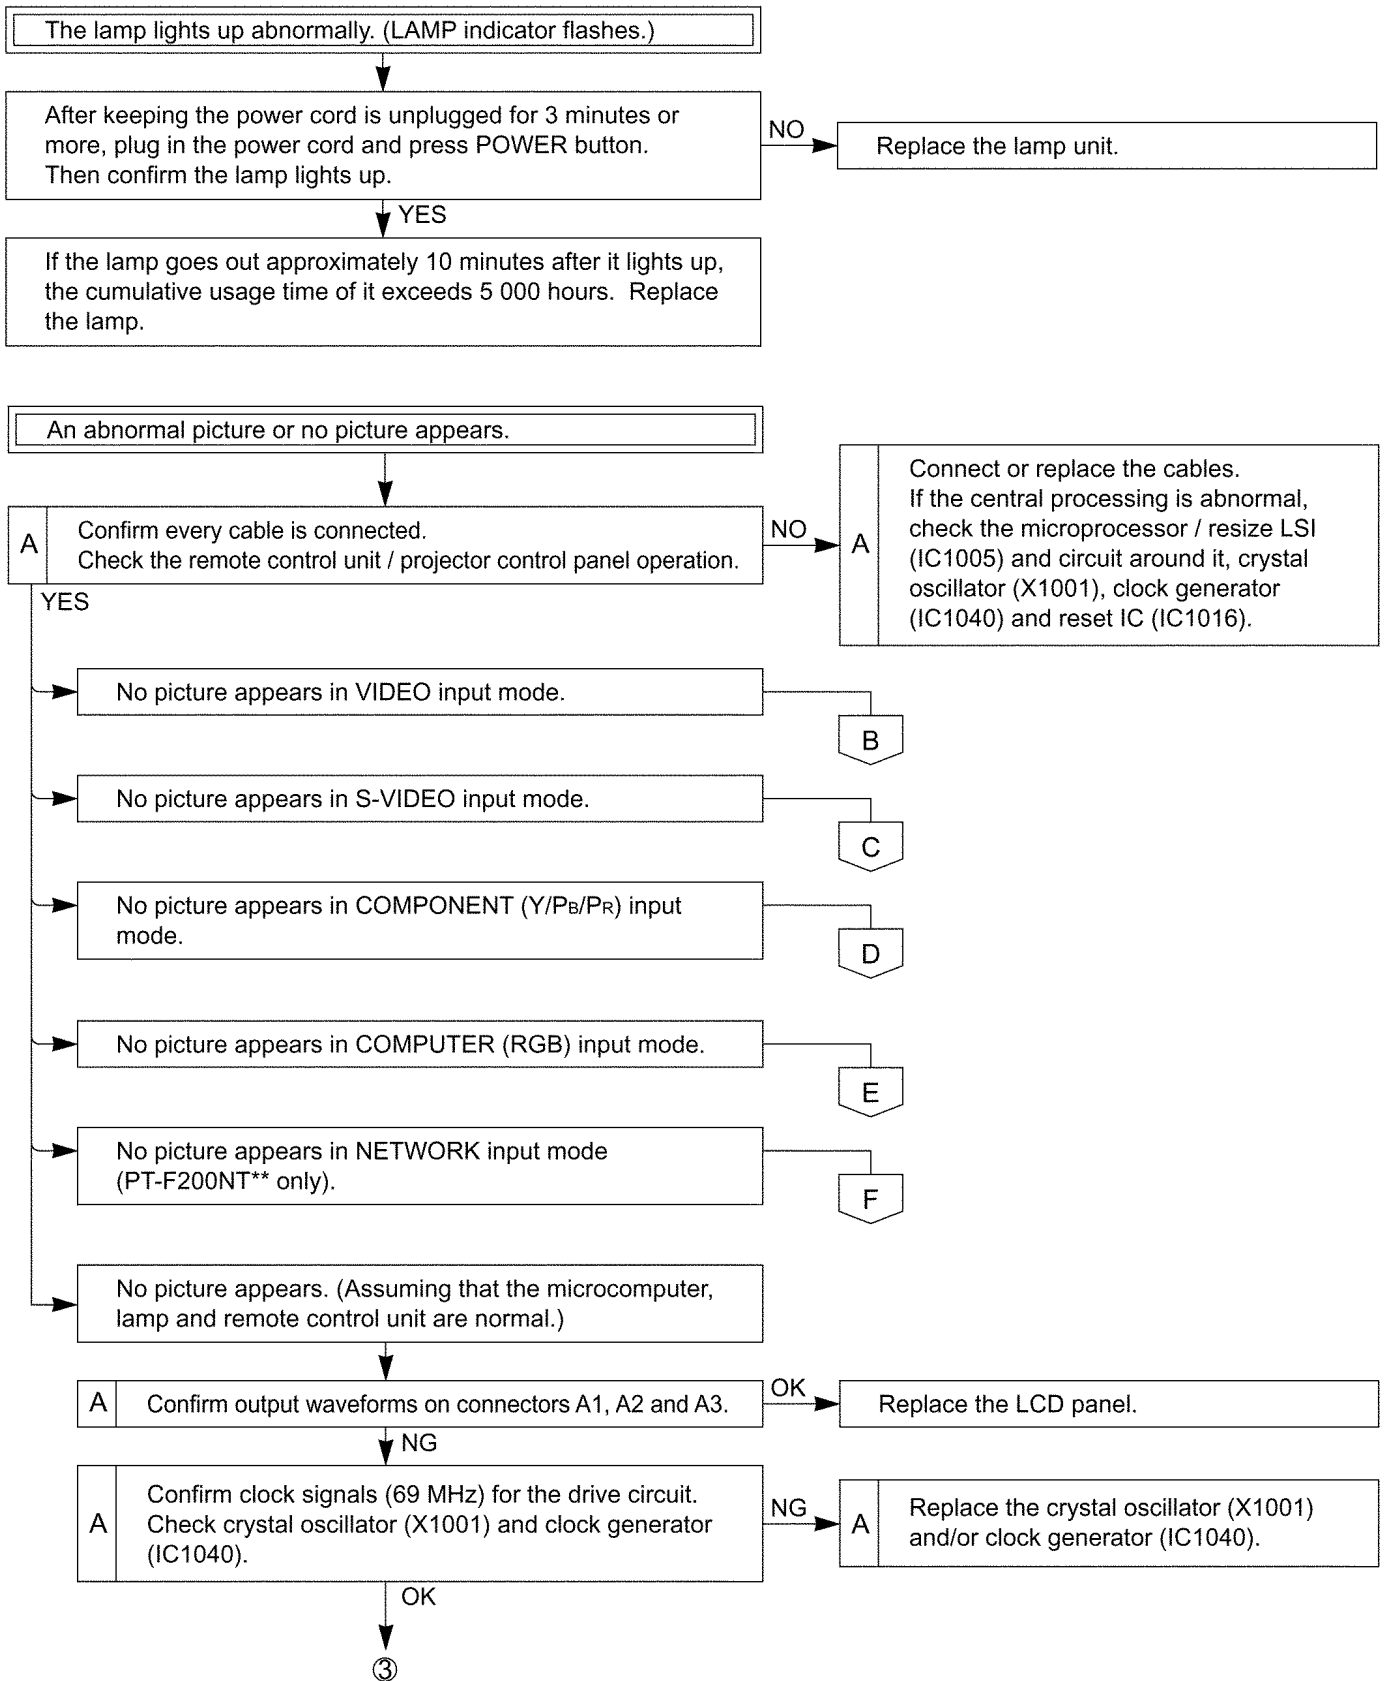 The lamp lights up abnormally. (LAMP indicator flashes.)
After keeping the power cord is unplugged for 3 minutes or
more, plug in the power cord and press POWER button.
Then confirm the lamp lights up.
NO
Replace the lamp unit.
YES
If the lamp goes out approximately 10 minutes after it lights up,
the cumulative usage time of it exceeds 5 000 hours.  Replace
the lamp.
An abnormal picture or no picture appears.
A
Confirm every cable is connected.
Check the remote control unit / projector control panel operation.
NO
A
Connect or replace the cables.
If the central processing is abnormal,
check the microprocessor / resize LSI
(IC1005) and circuit around it, crystal
oscillator (X1001), clock generator
(IC1040) and reset IC (IC1016).
YES
No picture appears in VIDEO input mode.
B
No picture appears in S-VIDEO input mode.
C
No picture appears in COMPONENT (Y/PB/PR) input
mode.
D
No picture appears in COMPUTER (RGB) input mode.
E
No picture appears in NETWORK input mode
(PT-F200NT** only).
F
No picture appears. (Assuming that the microcomputer,
lamp and remote control unit are normal.)
A
Confirm output waveforms on connectors A1, A2 and A3.
OK
Replace the LCD panel.
NG
A
Confirm clock signals (69 MHz) for the drive circuit.
Check crystal oscillator (X1001) and clock generator
(IC1040).
NG
A
Replace the crystal oscillator (X1001)
and/or clock generator (IC1040).
OK
③